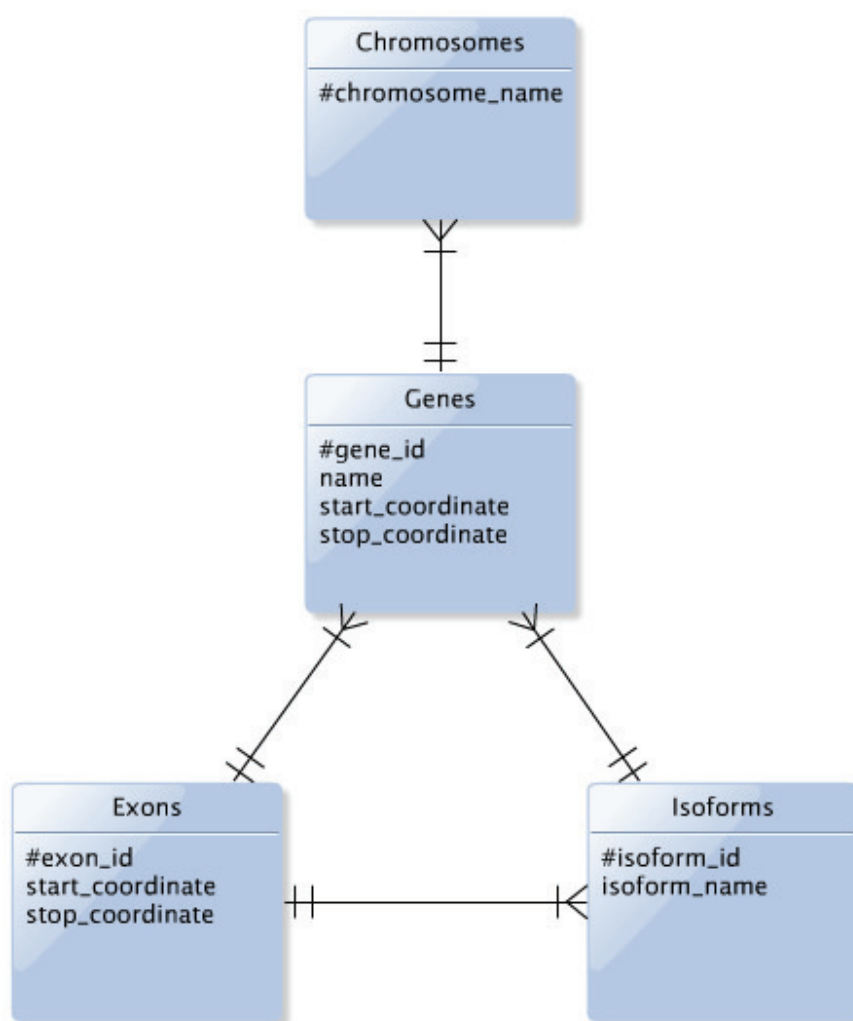 Chromosomes
#chromosome_name
Genes
#gene_id
name
start_coordinate
stop_coordinate
Exons
#exon_id
start_coordinate
stop_coordinate
Isoforms
#isoform_id
isoform_name